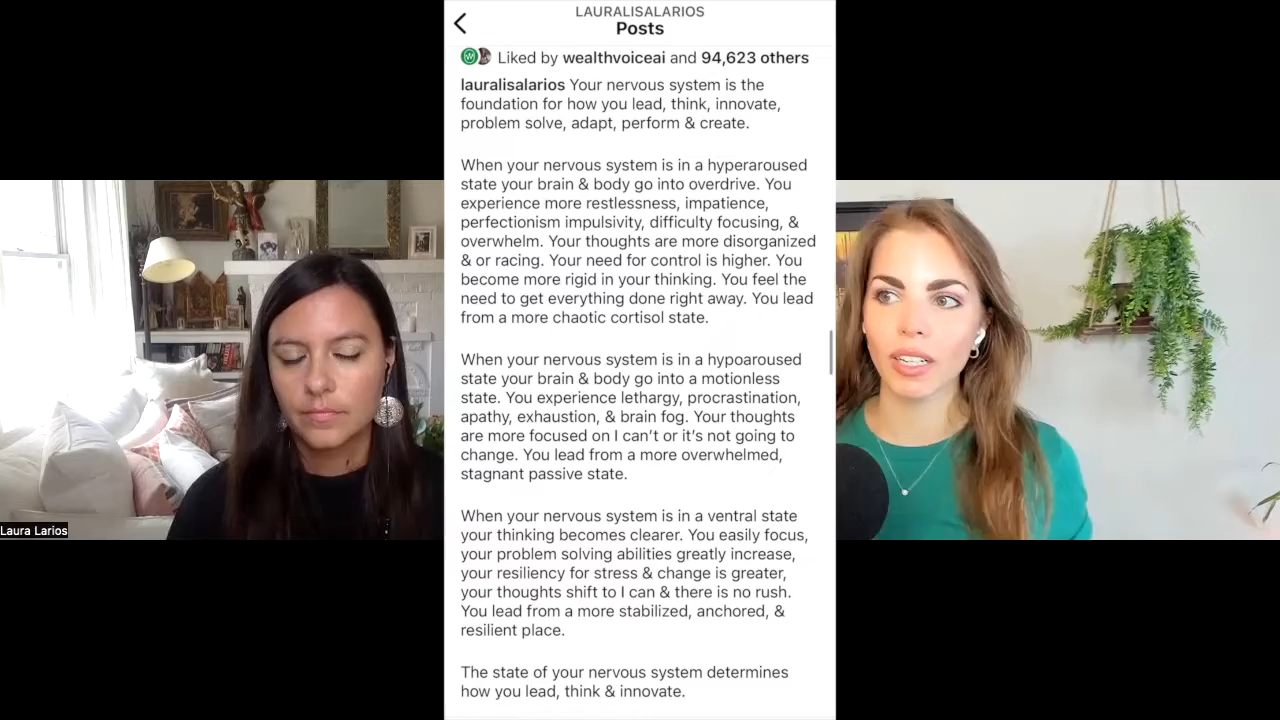 LAURALISALARIOS
Posts
Liked by wealthvoiceai and 94,623 others
lauralisalarios Your nervous system is the
foundation for how you lead, think, innovate,
problem solve, adapt, perform & create.
When your nervous system is in a hyperaroused
state your brain & body go into overdrive. You
experience more restlessness, impatience,
perfectionism impulsivity, difficulty focusing, &
overwhelm. Your thoughts are more disorganized
& or racing. Your need for control is higher. You
become more rigid in your thinking. You feel the
need to get everything done right away. You lead
from a more chaotic cortisol state.
When your nervous system is in a hypoaroused
state your brain & body go into a motionless
state. You experience lethargy, procrastination,
apathy, exhaustion, & brain fog. Your thoughts
are more focused on I can’t or it’s not going to
change. You lead from a more overwhelmed,
stagnant passive state.
When your nervous system is in a ventral state
your thinking becomes clearer. You easily focus,
your problem solving abilities greatly increase,
your resiliency for stress & change is greater,
your thoughts shift to I can & there is no rush.
You lead from a more stabilized, anchored, &
resilient place.
The state of your nervous system determines
how you lead, think & innovate.
Laura Larios